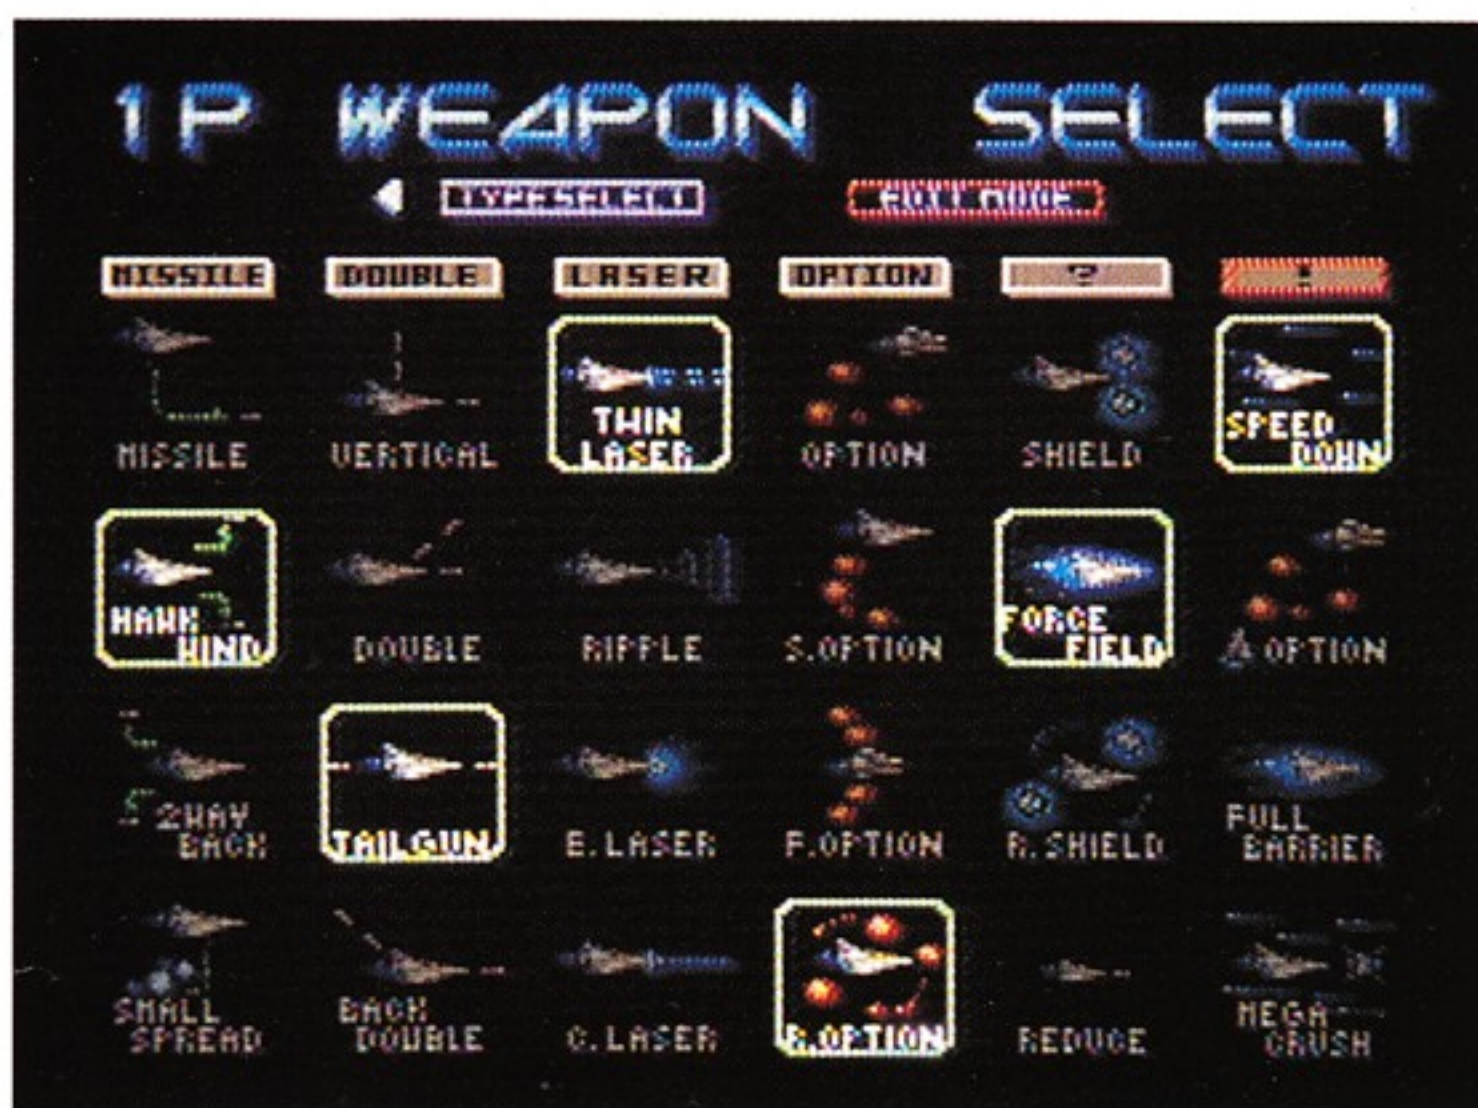 1P WEAPON SELECT
TYPE SELECT EDIT MODE
MISSILE DOUBLE LASER OPTION ? !
MISSILE VERTICAL TWIN LASER OPTION SHIELD SPEED DOWN
HAWK WIND DOUBLE RIPPLE S.OPTION FORCE FIELD OPTION
2WAY BACK TAILGUN E.LASER F.OPTION R.SHIELD FULL BARRIER
SMALL SPREAD BACK DOUBLE C.LASER R.OPTION REDUCE MEGA CRUSH